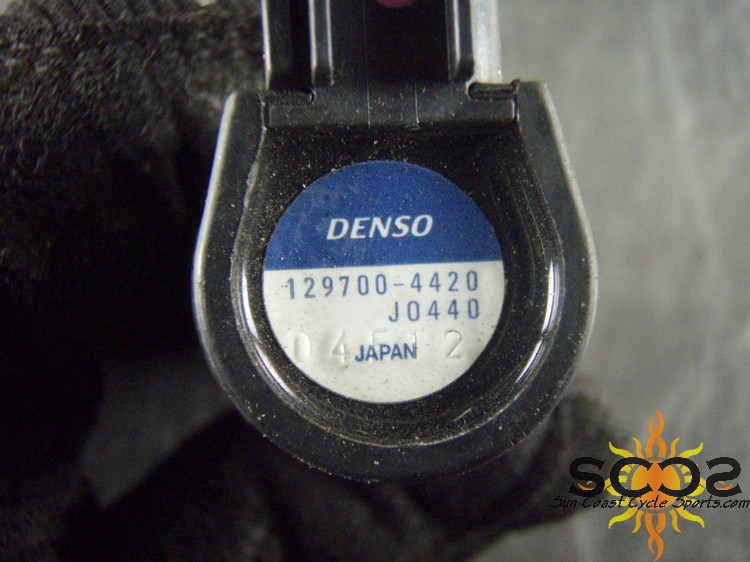 DENSO
129700-4420
J0440
JAPAN
SCCS
Sun Coast Cycle Sports.com